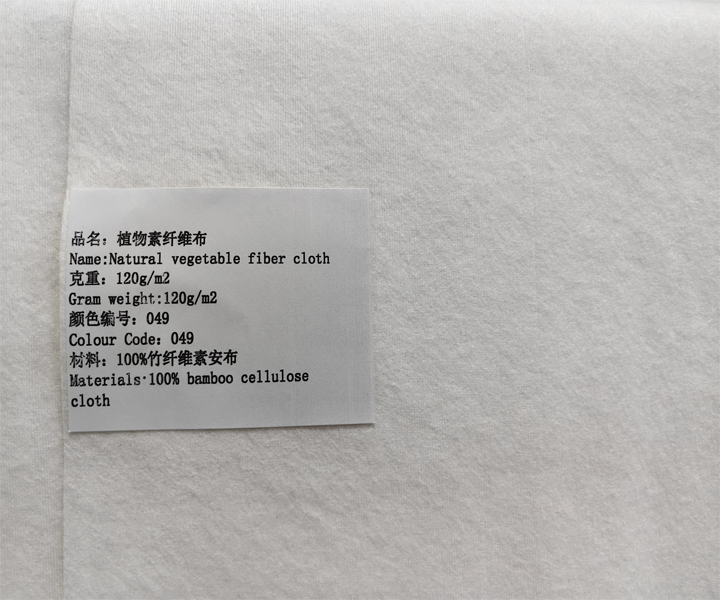 品名：植物素纤维布
Name:Natural vegetable fiber cloth
克重：120g/m2
Gram weight:120g/m2
颜色编号：049
Colour Code：049
材料：100%竹纤维素安布
Materials·100% bamboo cellulose
cloth